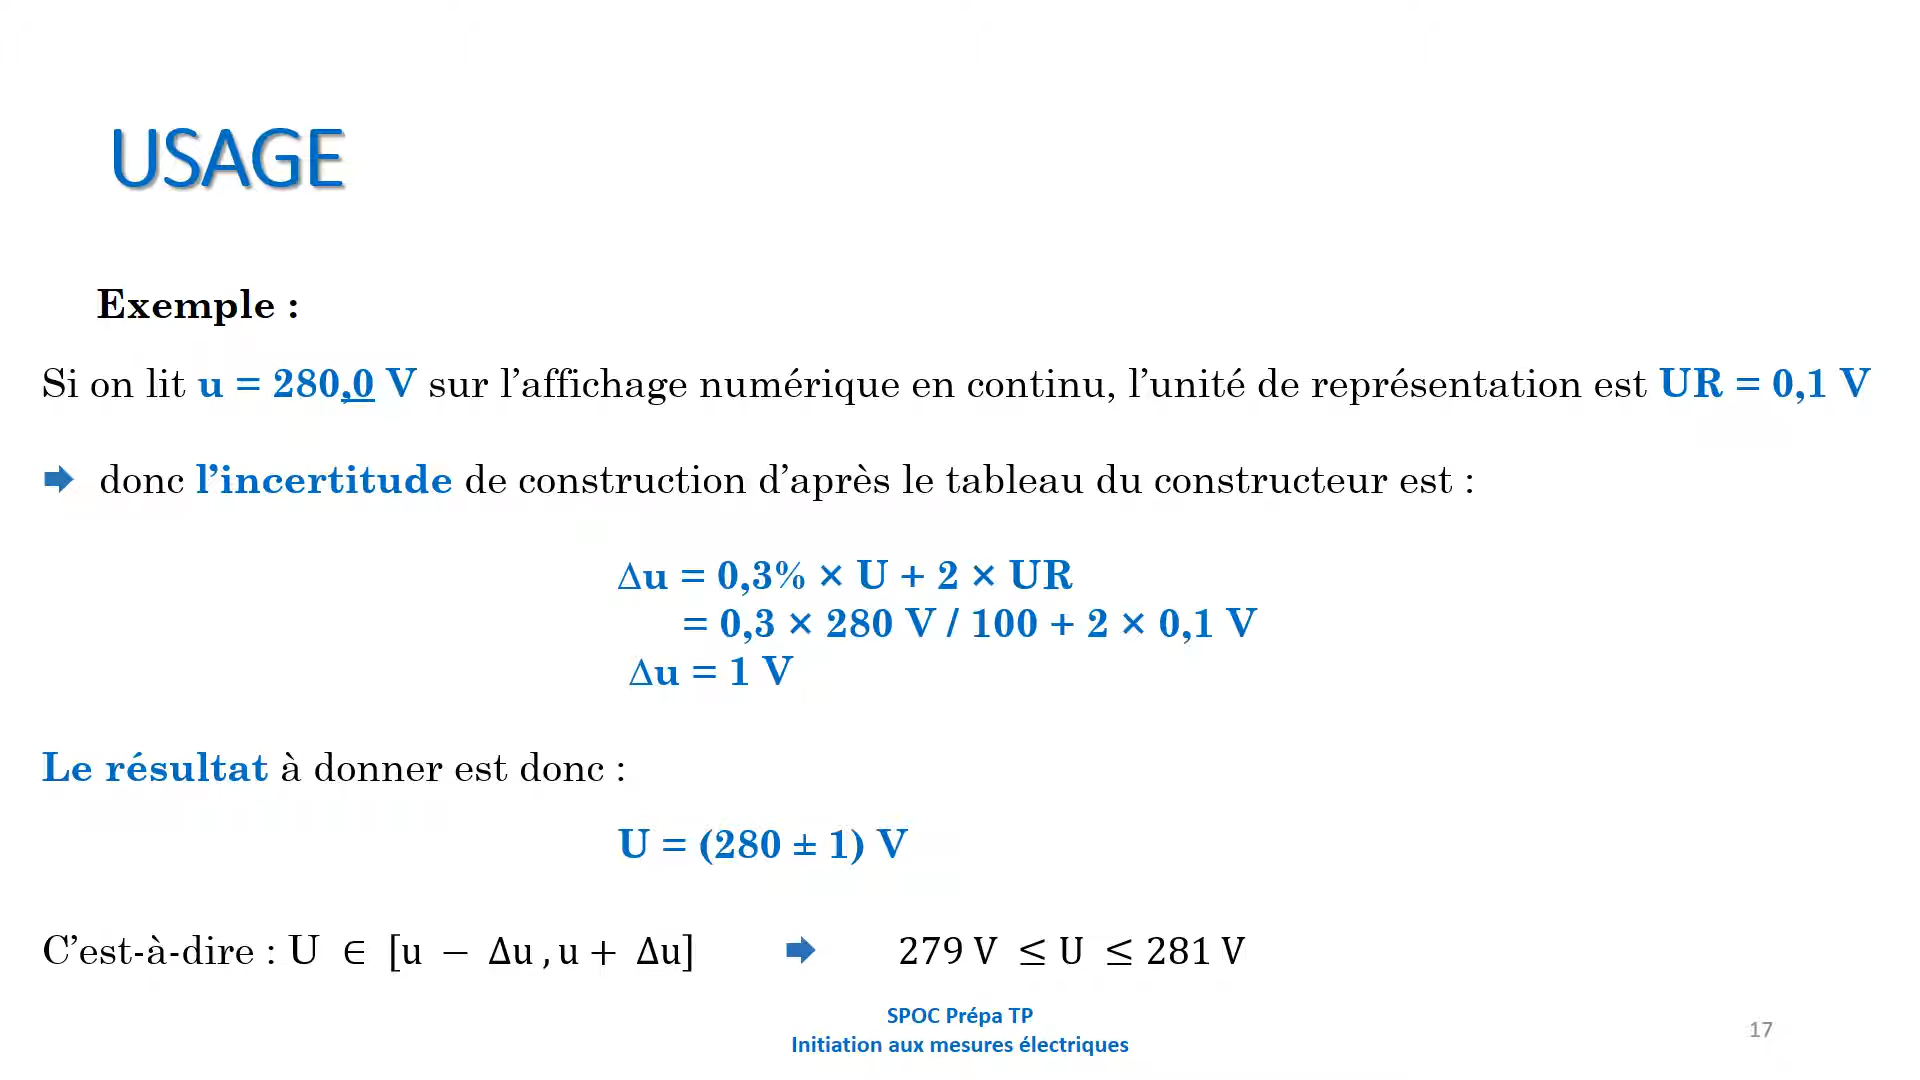 USAGE
Exemple :
Si on lit u = 280,0 V sur l’affichage numérique en continu, l’unité de représentation est UR = 0,1 V
donc l’incertitude de construction d’après le tableau du constructeur est :
Δu = 0,3% × U + 2 × UR
= 0,3 × 280 V / 100 + 2 × 0,1 V
Δu = 1 V
Le résultat à donner est donc :
U = (280 ± 1) V
C’est-à-dire : U ∈ [u − Δu , u + Δu] 279 V ≤ U ≤ 281 V
SPOC Prépa TP
Initiation aux mesures électriques
17